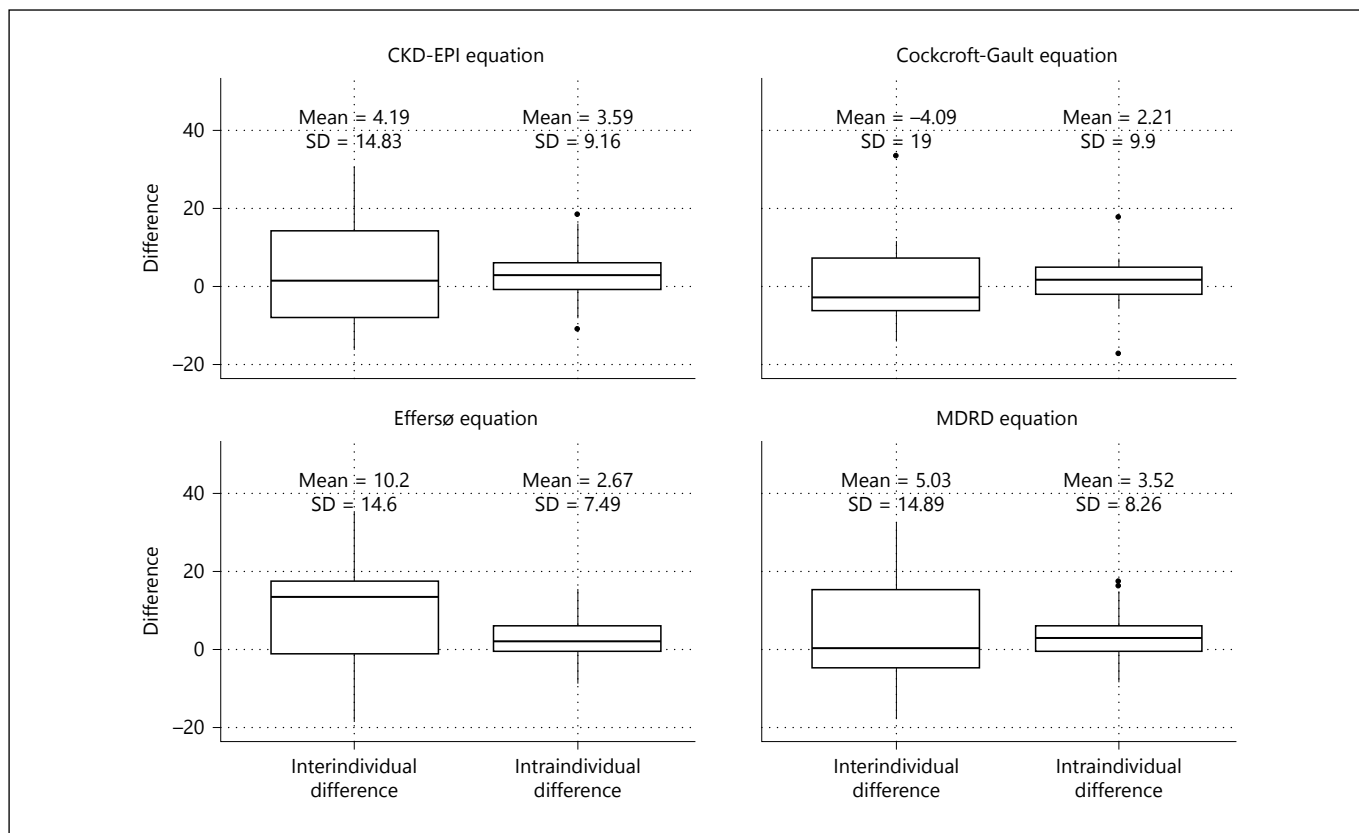 CKD-EPI equation
Cockcroft-Gault equation
Difference
40
20
0
–20
Mean = 4.19
SD = 14.83
Mean = 3.59
SD = 9.16
Mean = –4.09
SD = 19
Mean = 2.21
SD = 9.9
Effersø equation
MDRD equation
Difference
40
20
0
–20
Mean = 10.2
SD = 14.6
Mean = 2.67
SD = 7.49
Mean = 5.03
SD = 14.89
Mean = 3.52
SD = 8.26
Interindividual
difference
Intraindividual
difference
Interindividual
difference
Intraindividual
difference